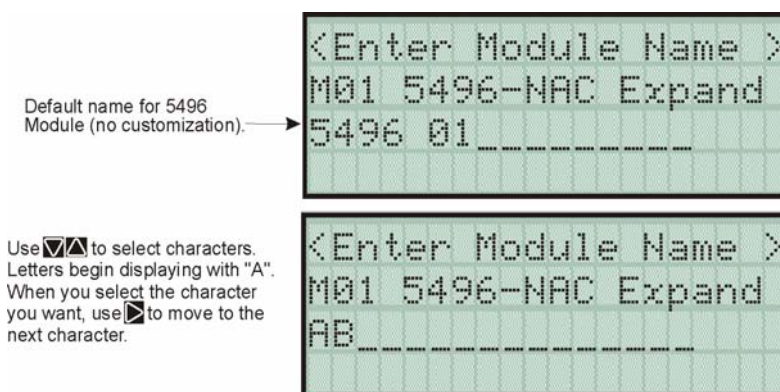 <Enter Module Name >
M01 5496-NAC Expand
Default name for 5496
Module (no customization).
5496 01_________
<Enter Module Name >
M01 5496-NAC Expand
AB______________
Use ▼▲ to select characters.
Letters begin displaying with "A".
When you select the character
you want, use ▶ to move to the
next character.